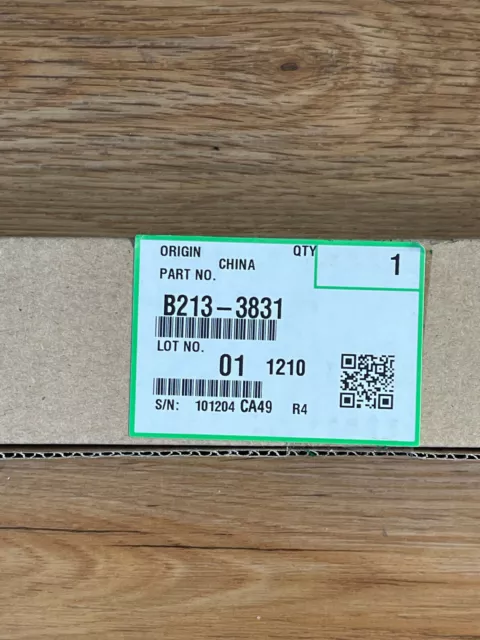 ORIGIN CHINA QTY 1
PART NO.
B213-3831
LOT NO.
01 1210
S/N: 101204 CA49 R4